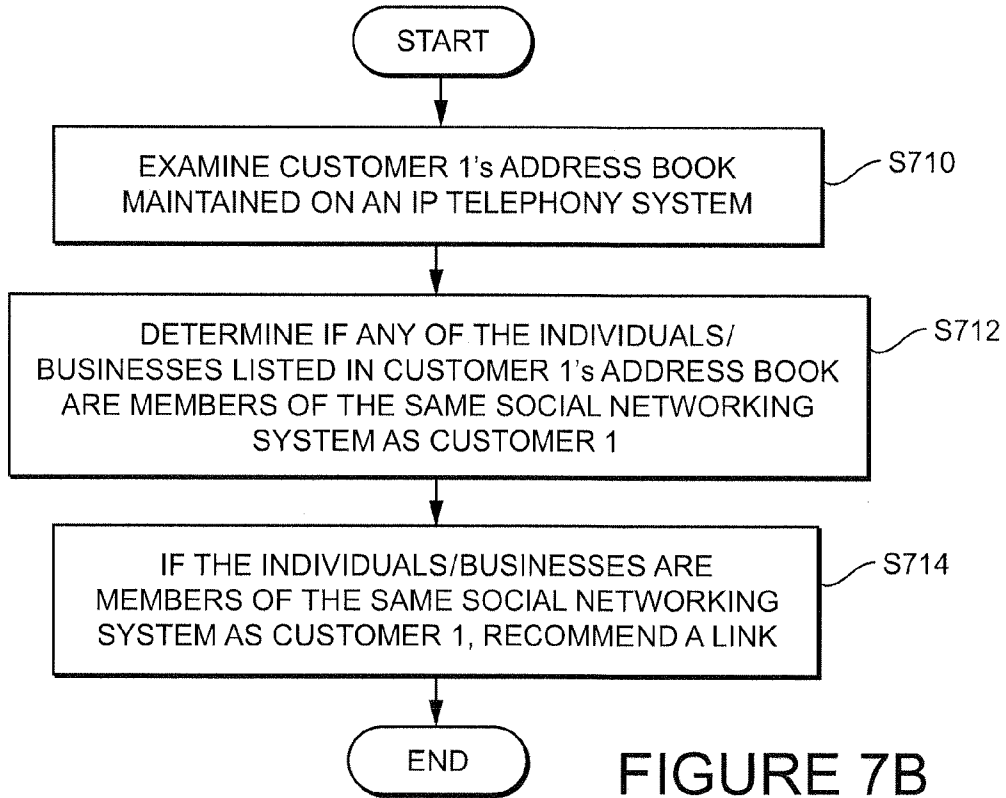 START
EXAMINE CUSTOMER 1's ADDRESS BOOK
MAINTAINED ON AN IP TELEPHONY SYSTEM
S710
DETERMINE IF ANY OF THE INDIVIDUALS/
BUSINESSES LISTED IN CUSTOMER 1's ADDRESS BOOK
ARE MEMBERS OF THE SAME SOCIAL NETWORKING
SYSTEM AS CUSTOMER 1
S712
IF THE INDIVIDUALS/BUSINESSES ARE
MEMBERS OF THE SAME SOCIAL NETWORKING
SYSTEM AS CUSTOMER 1, RECOMMEND A LINK
S714
END
FIGURE 7B